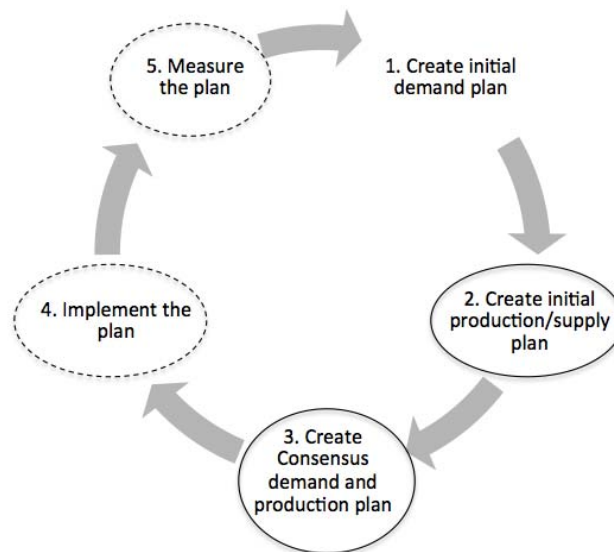 1. Create initial
demand plan
2. Create initial
production/supply
plan
3. Create
Consensus
demand and
production plan
4. Implement the
plan
5. Measure
the plan